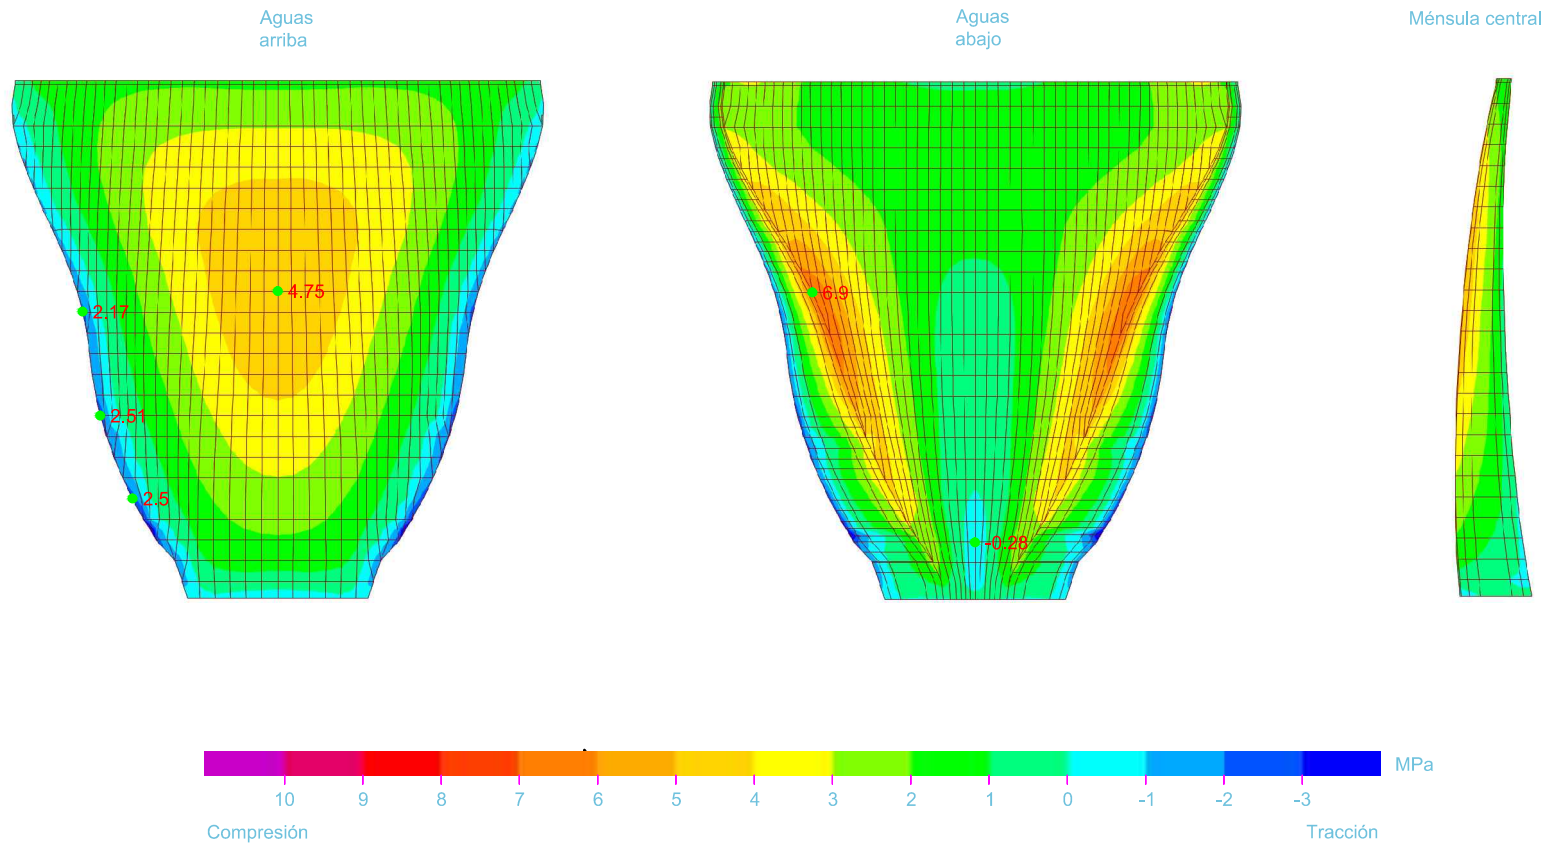 Aguas
arriba
Aguas
abajo
Ménsula central
4.75
2.17
2.51
2.5
6.9
-0.28
MPa
10 9 8 7 6 5 4 3 2 1 0 -1 -2 -3
Compresión
Tracción